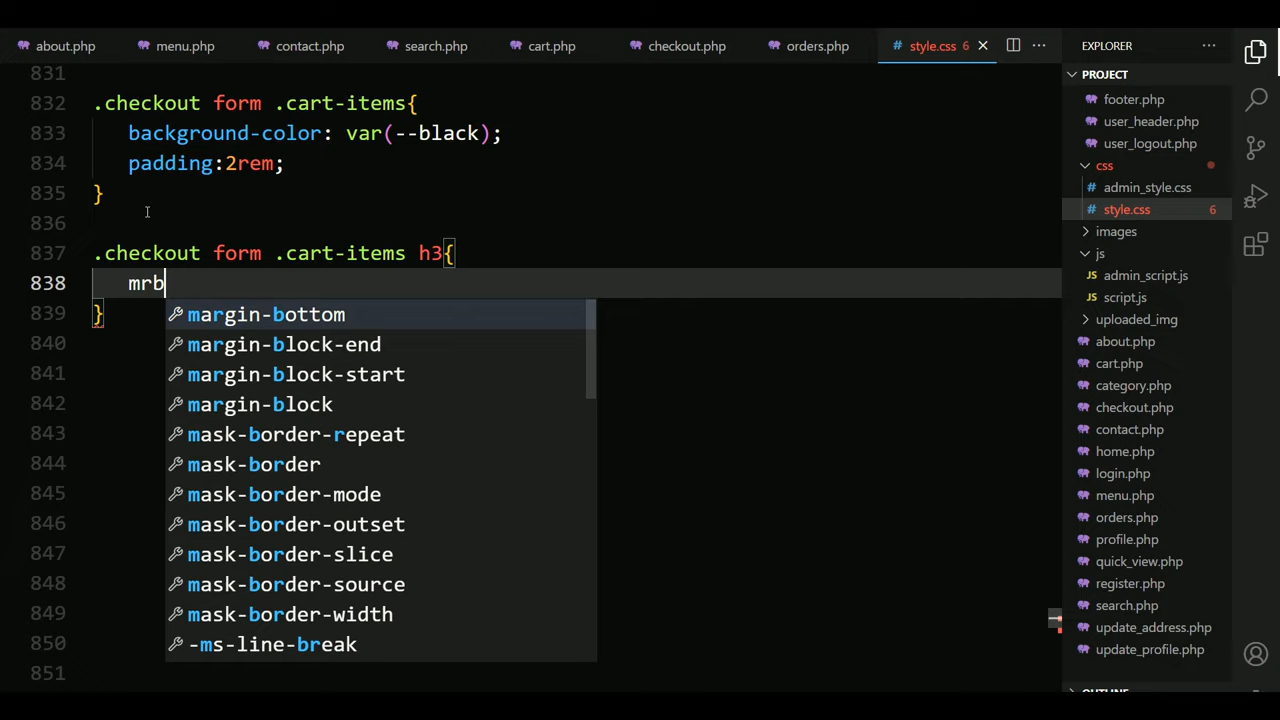 about.php
menu.php
contact.php
search.php
cart.php
checkout.php
orders.php
# style.css 6
EXPLORER
831
832 .checkout form .cart-items{
833 background-color: var(--black);
834 padding:2rem;
835 }
836
837 .checkout form .cart-items h3{
838 mrb
839 }
840
841
842
843
844
845
846
847
848
849
850
851
margin-bottom
margin-block-end
margin-block-start
margin-block
mask-border-repeat
mask-border
mask-border-mode
mask-border-outset
mask-border-slice
mask-border-source
mask-border-width
-ms-line-break
PROJECT
footer.php
user_header.php
user_logout.php
css
# admin_style.css
# style.css 6
images
js
admin_script.js
script.js
uploaded_img
about.php
cart.php
category.php
checkout.php
contact.php
home.php
login.php
menu.php
orders.php
profile.php
quick_view.php
register.php
search.php
update_address.php
update_profile.php
OUTLINE